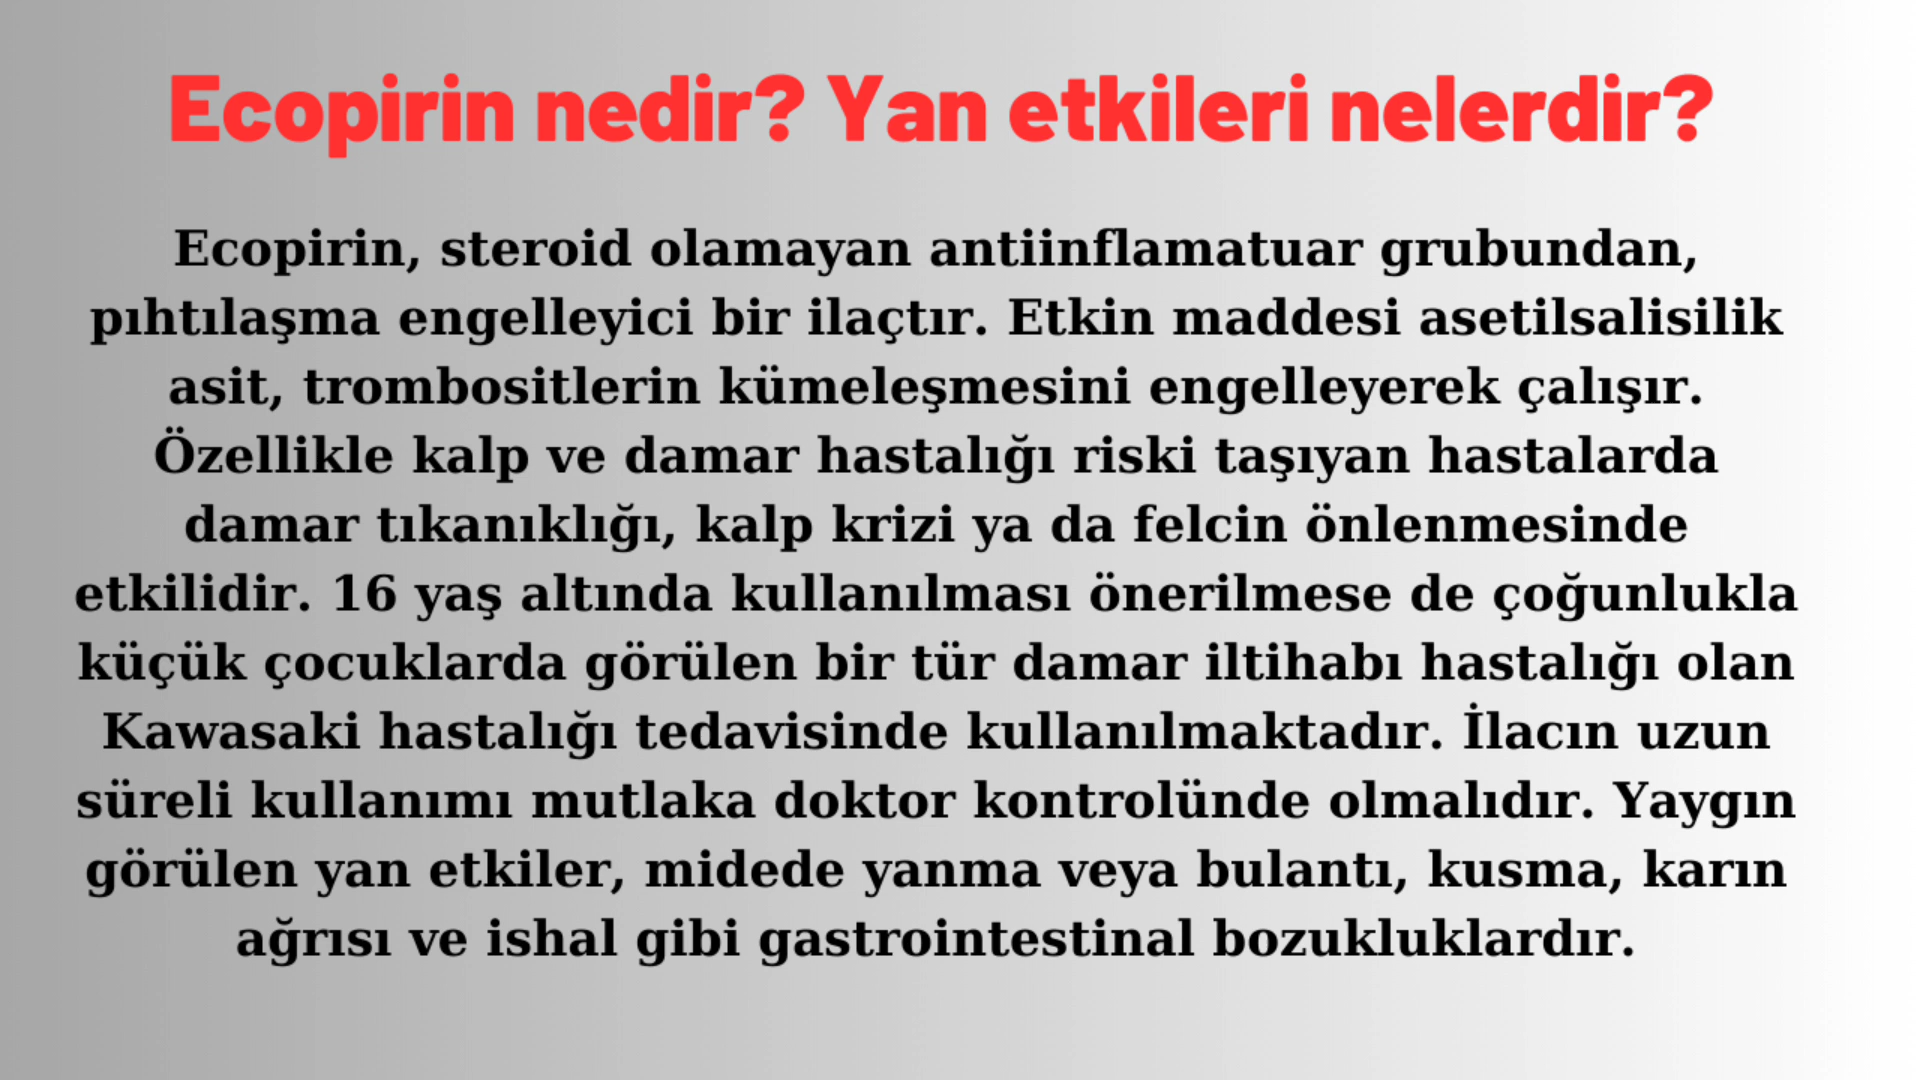 Ecopirin nedir? Yan etkileri nelerdir?
Ecopirin, steroid olamayan antiinflamatuar grubundan,
pıhtılaşma engelleyici bir ilaçtır. Etkin maddesi asetilsalisilik
asit, trombositlerin kümeleşmesini engelleyerek çalışır.
Özellikle kalp ve damar hastalığı riski taşıyan hastalarda
damar tıkanıklığı, kalp krizi ya da felcin önlenmesinde
etkilidir. 16 yaş altında kullanılması önerilmese de çoğunlukla
küçük çocuklarda görülen bir tür damar iltihabı hastalığı olan
Kawasaki hastalığı tedavisinde kullanılmaktadır. İlacın uzun
süreli kullanımı mutlaka doktor kontrolünde olmalıdır. Yaygın
görülen yan etkiler, midede yanma veya bulantı, kusma, karın
ağrısı ve ishal gibi gastrointestinal bozukluklardır.